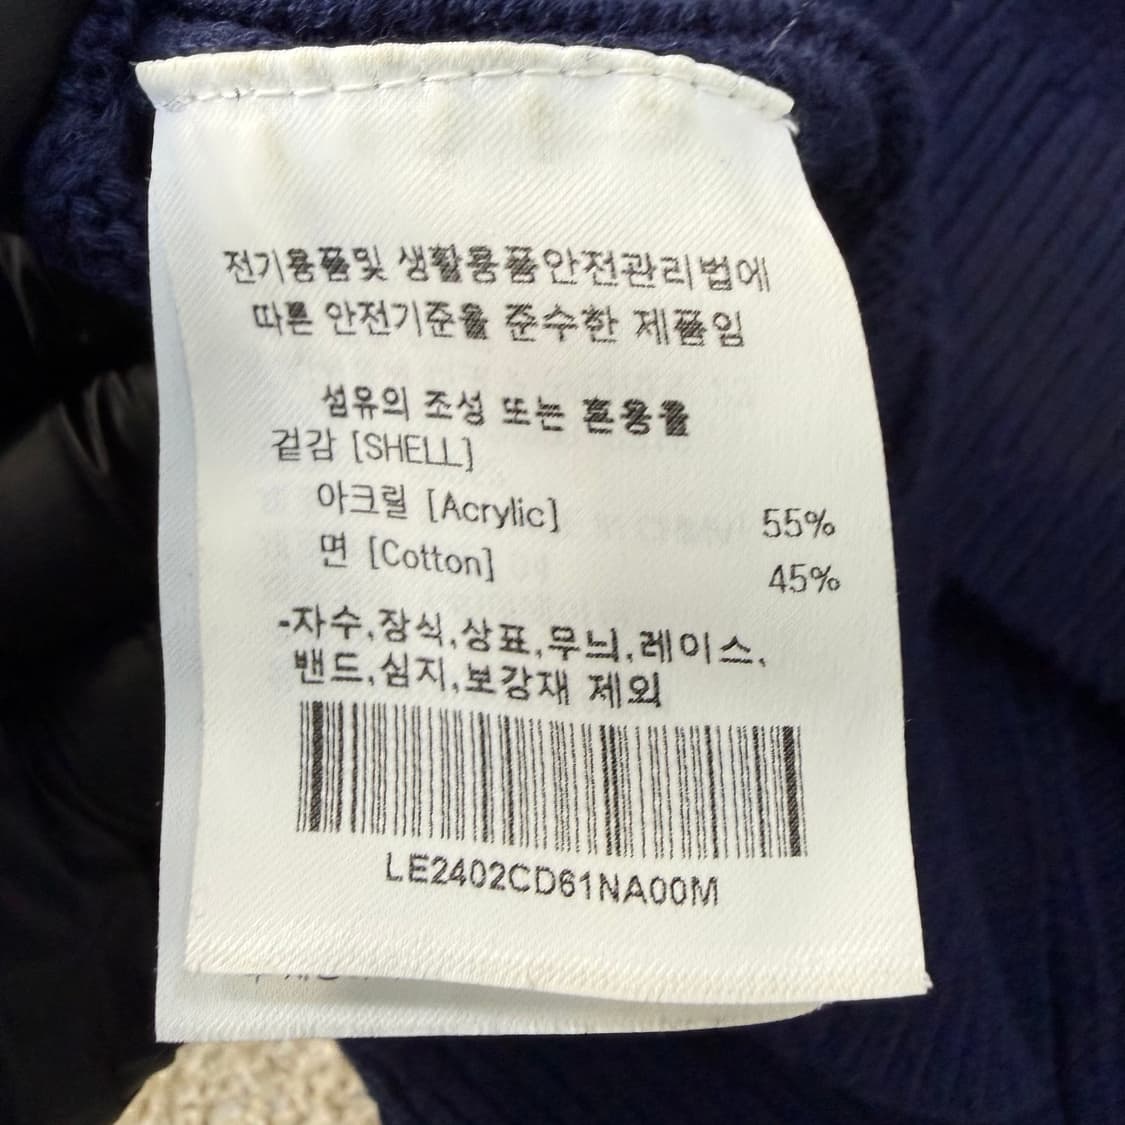 전기용품및 생활용품안전관리법에
따른 안전기준을 준수한 제품임
섬유의 조성 또는 혼용율
겉감 [SHELL]
아크릴 [Acrylic] 55%
면 [Cotton] 45%
-자수,장식,상표,무늬,레이스,
밴드,심지,보강재 제외
LE2402CD61NA00M